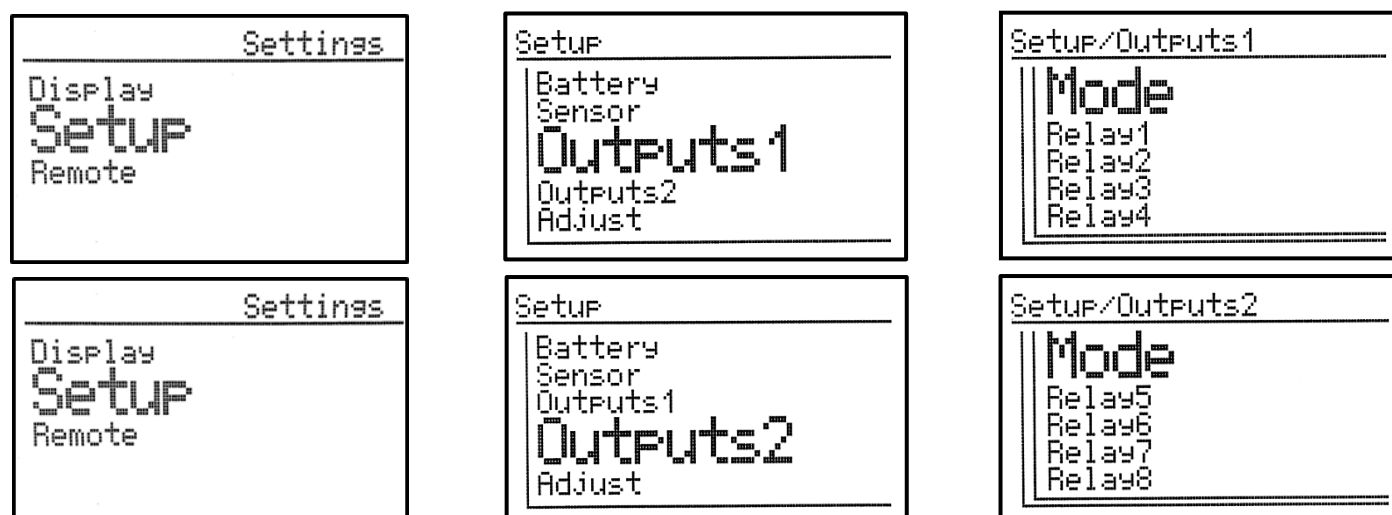 Settings
Display
Setup
Remote
Setup
Battery
Sensor
Outputs1
Outputs2
Adjust
Setup/Outputs1
Mode
Relay1
Relay2
Relay3
Relay4
Settings
Display
Setup
Remote
Setup
Battery
Sensor
Outputs1
Outputs2
Adjust
Setup/Outputs2
Mode
Relay5
Relay6
Relay7
Relay8